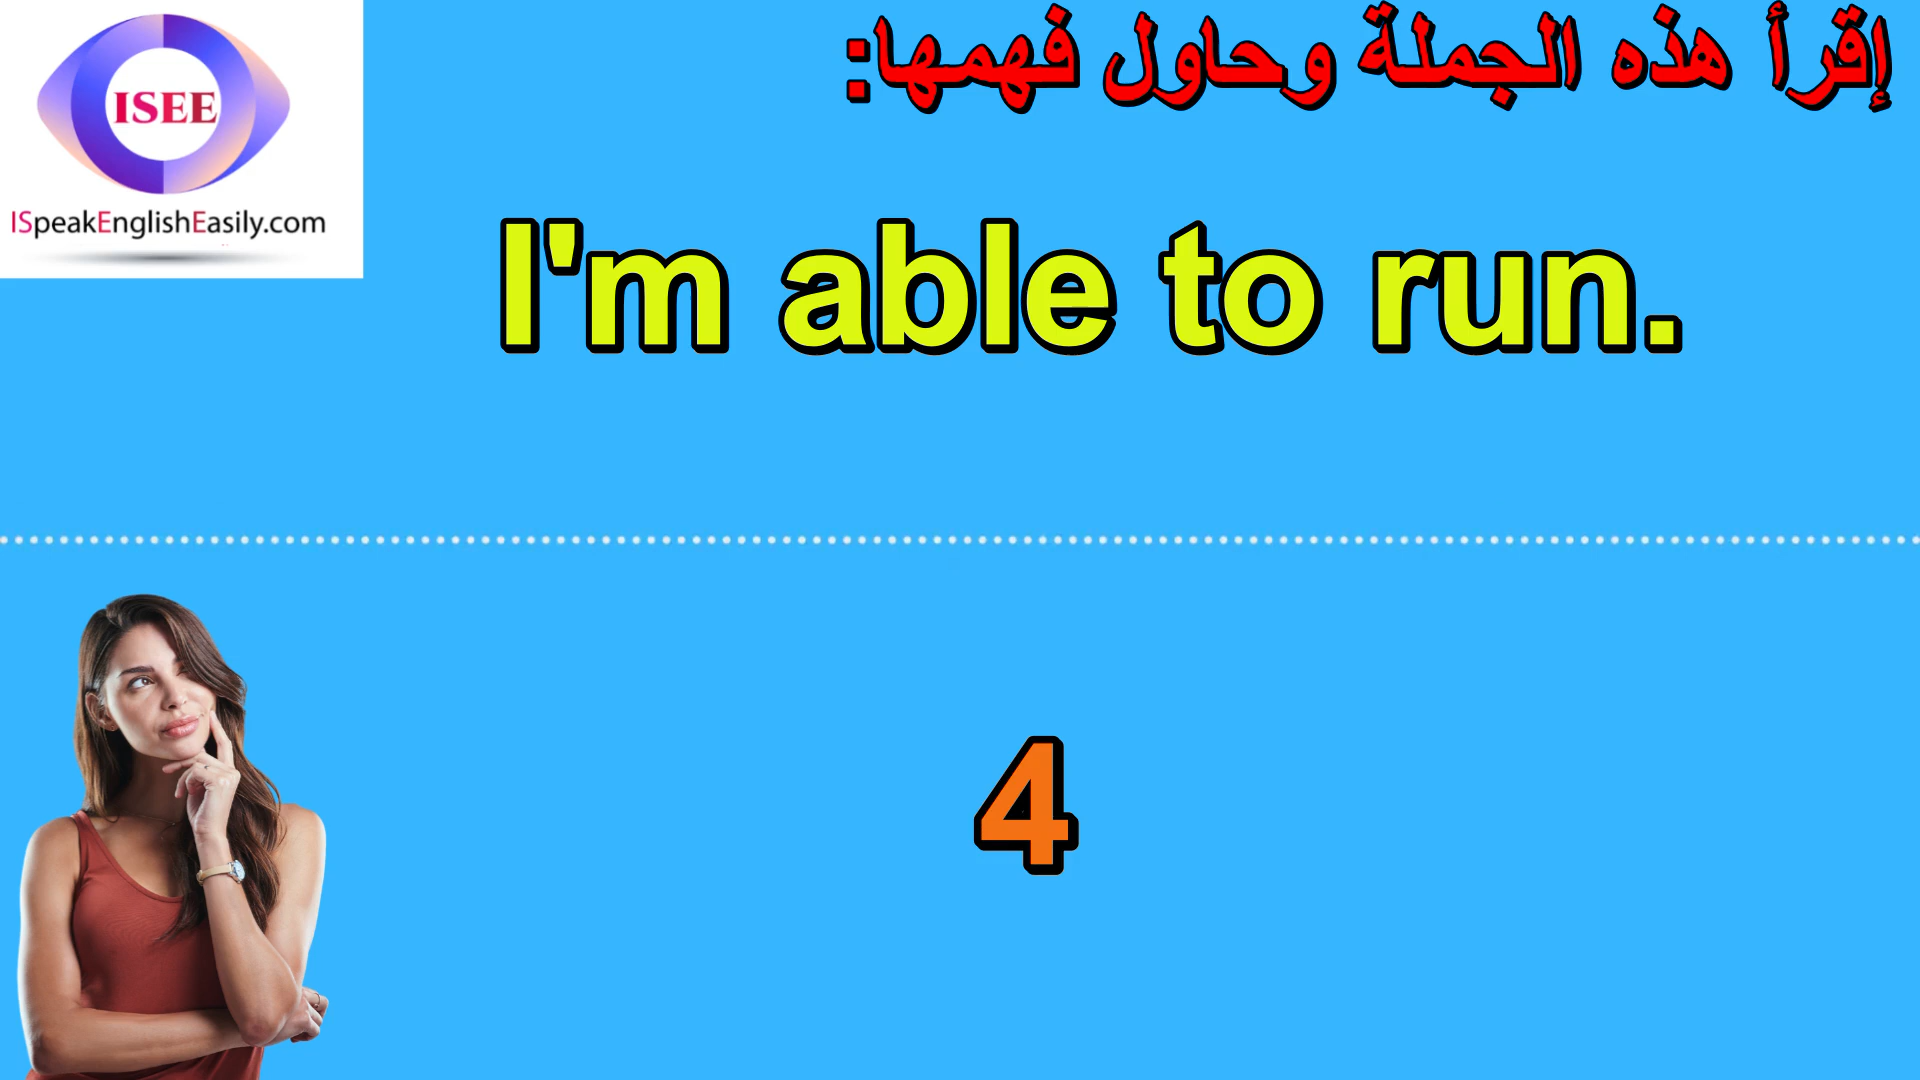 ISEE
ISpeakEnglishEasily.com
إقرأ هذه الجملة وحاول فهمها:
I'm able to run.
4